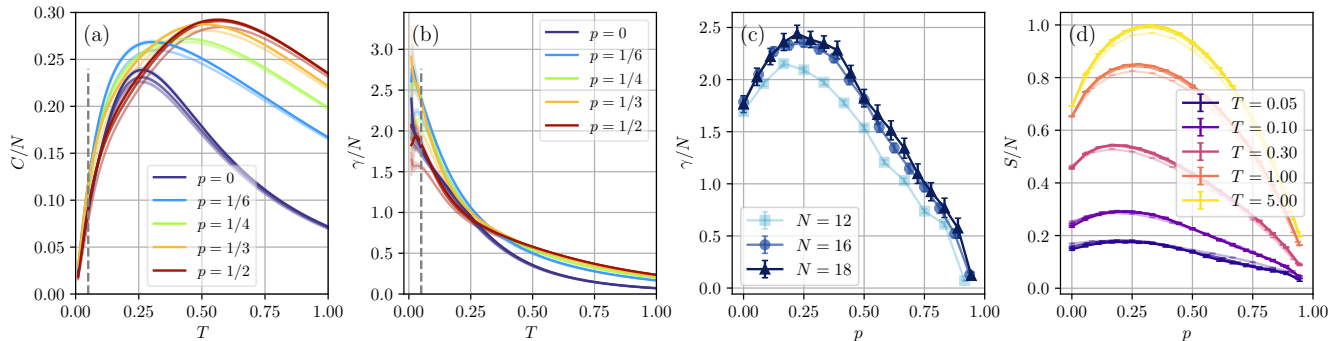 (a)
C/N
0.30
0.25
0.20
0.15
0.10
0.05
0.00
p = 0
p = 1/6
p = 1/4
p = 1/3
p = 1/2
0.00 0.25 0.50 0.75 1.00
T
(b)
γ/N
3.0
2.5
2.0
1.5
1.0
0.5
0.0
p = 0
p = 1/6
p = 1/4
p = 1/3
p = 1/2
0.00 0.25 0.50 0.75 1.00
T
(c)
γ/N
2.5
2.0
1.5
1.0
0.5
0.0
N = 12
N = 16
N = 18
0.00 0.25 0.50 0.75 1.00
p
(d)
S/N
1.0
0.8
0.6
0.4
0.2
0.0
T = 0.05
T = 0.10
T = 0.30
T = 1.00
T = 5.00
0.00 0.25 0.50 0.75 1.00
p